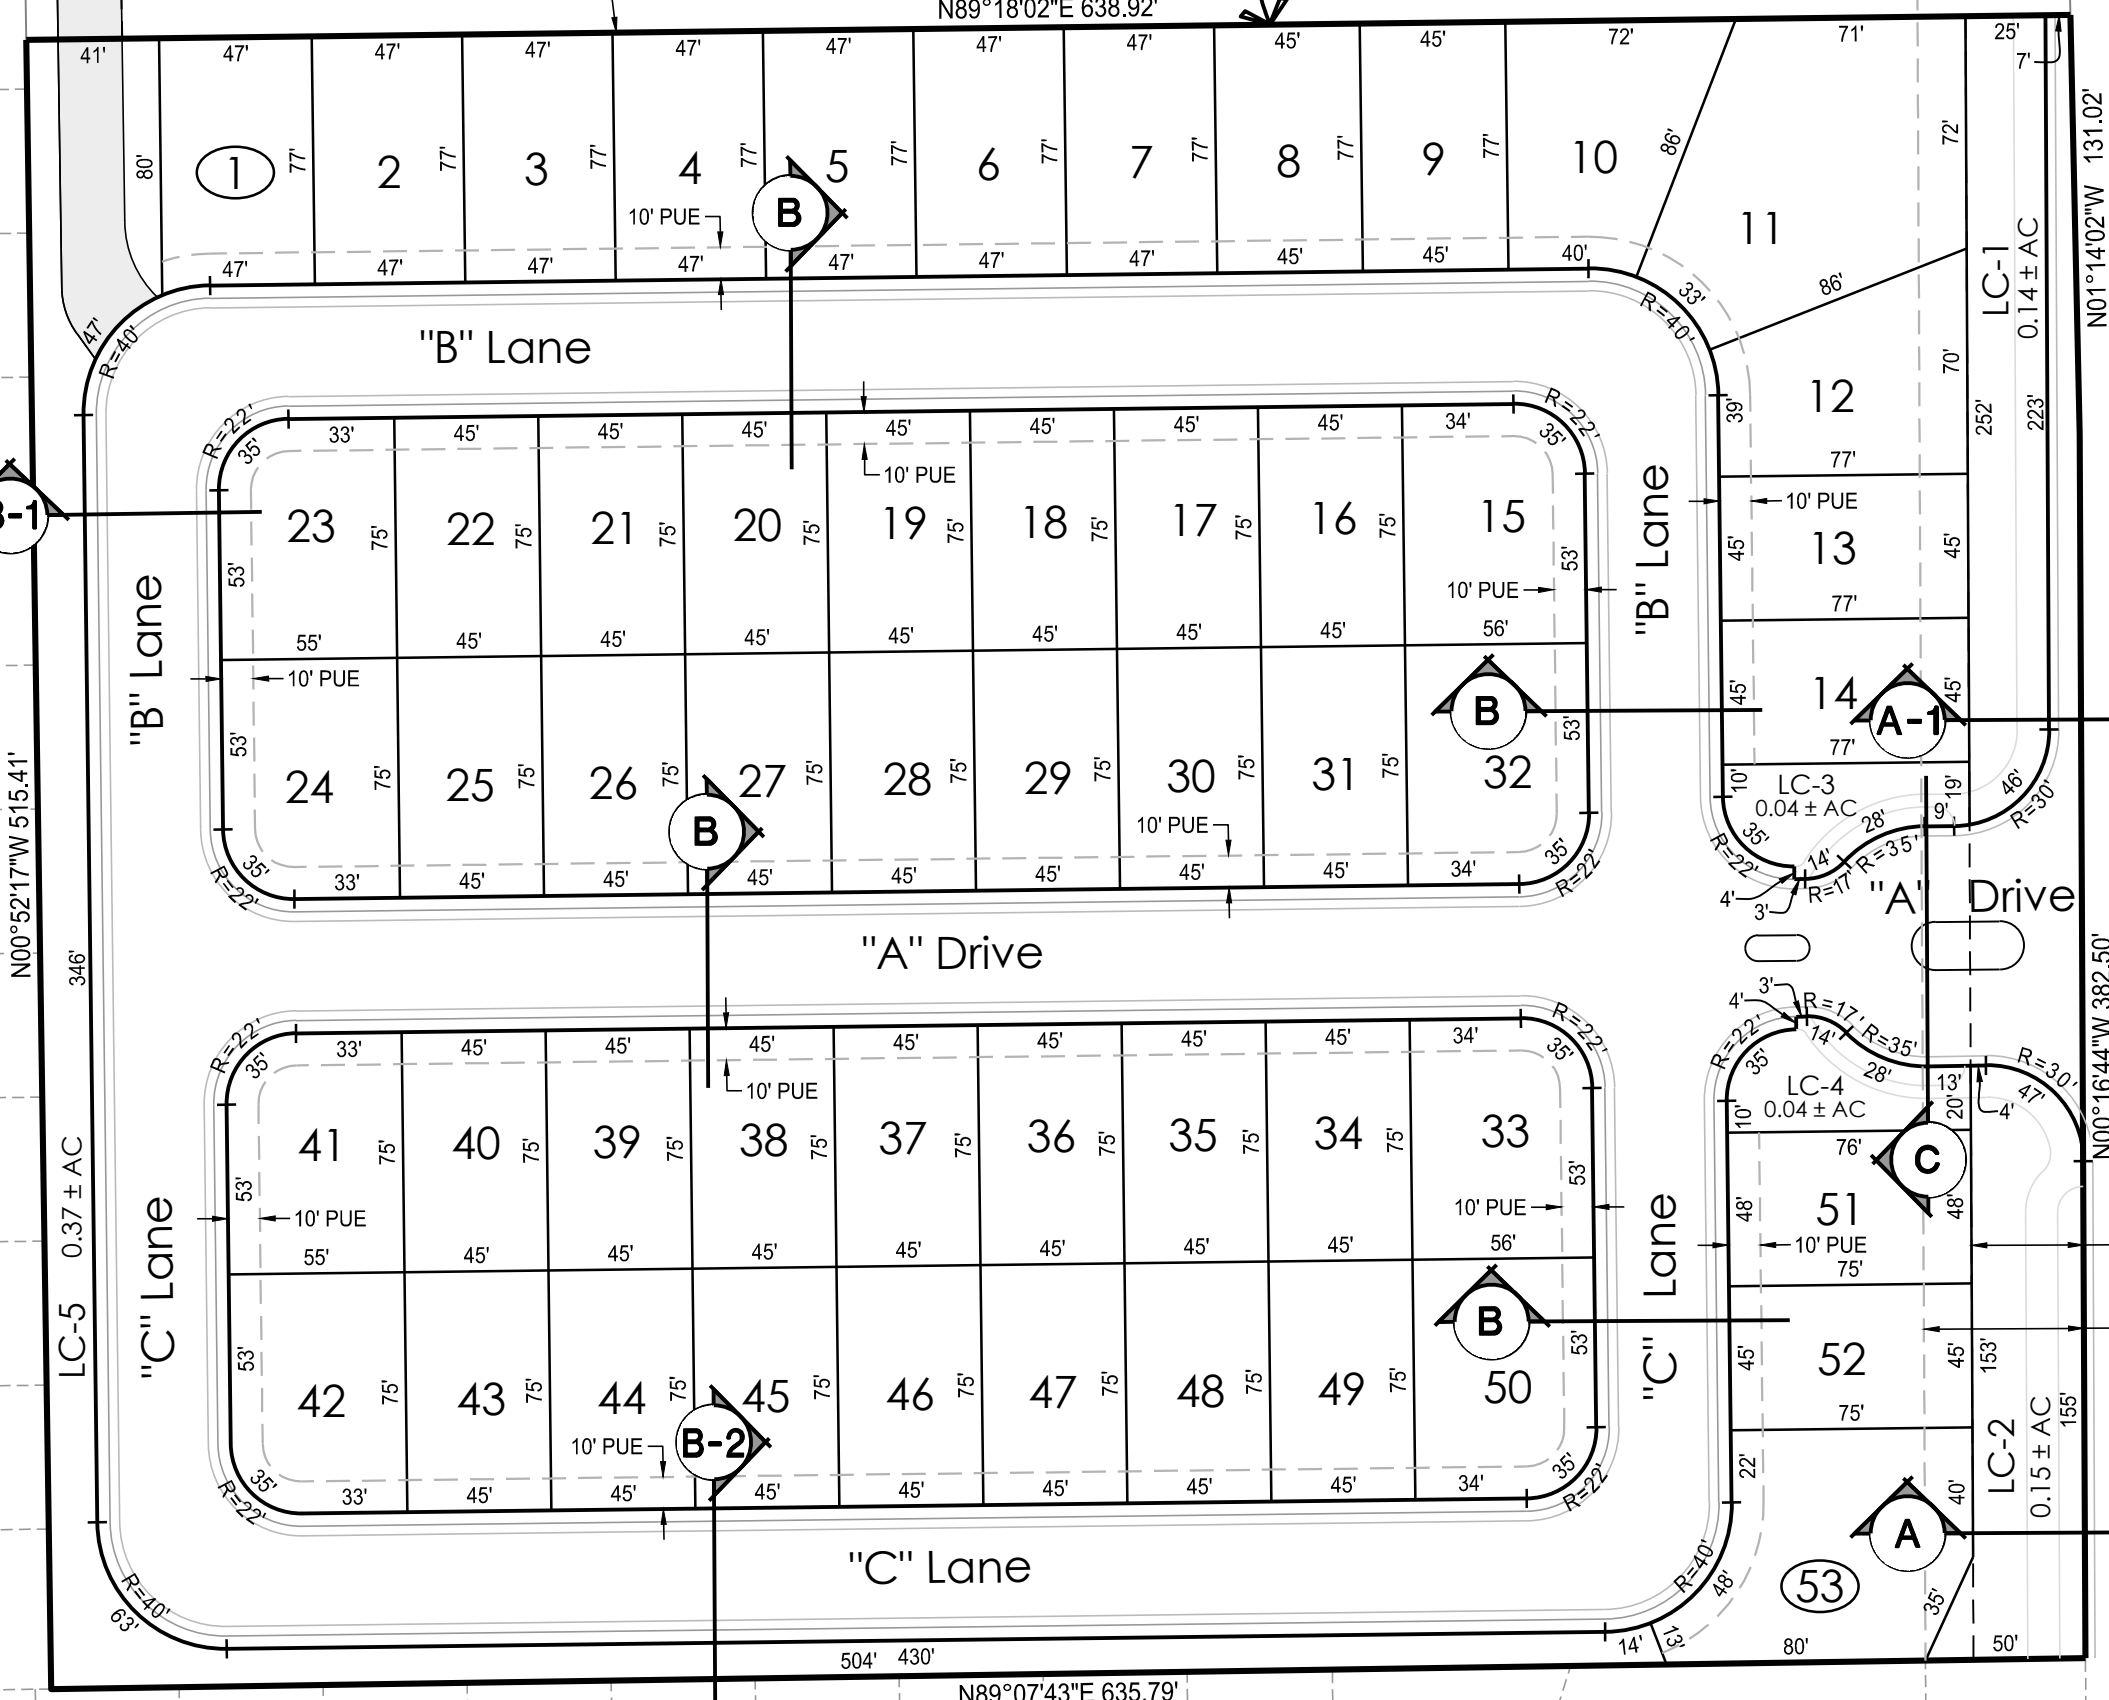 N89°18'02"E 638.92'
41' 47' 47' 47' 47' 47' 47' 47' 45' 45' 72' 71' 25'
7'
80' 77' 77' 77' 77' 77' 77' 77' 77' 77' 86' 72'
N01°14'02"W 131.02'
1 2 3 4 5 6 7 8 9 10
B
10' PUE
11
LC-1
0.14 ± AC
47' 47' 47' 47' 47' 47' 47' 45' 45' 40'
33'
R=40'
86'
47'
R=40'
"B" Lane
12
70'
39'
252'
223'
R=22'
35'
33' 45' 45' 45' 45' 45' 45' 45' 34'
R=22'
35'
10' PUE
77'
10' PUE
B-1
23 22 21 20 19 18 17 16 15
75' 75' 75' 75' 75' 75' 75' 75'
53'
53'
10' PUE
"B" Lane
"B" Lane
45'
13
45'
77'
55' 45' 45' 45' 45' 45' 45' 45' 56'
10' PUE
B
45'
14
45'
A-1
77'
53'
53'
24 25 26 27 28 29 30 31 32
75' 75' 75' 75' 75' 75' 75' 75'
B
10' PUE
10'
LC-3
0.04 ± AC
19'
46'
R=30'
9'
28'
R=35'
14'
R=17'
35'
R=22'
4'
3'
35'
R=22'
33' 45' 45' 45' 45' 45' 45' 45' 34'
35'
R=22'
N00°52'17"W 515.41'
346'
"A" Drive
"A" Drive
N00°16'44"W 382.50'
3'
4'
R=17'
14'
R=35'
28'
R=22'
35'
R=30'
47'
13'
20'
4'
LC-4
0.04 ± AC
10'
R=22'
35'
33' 45' 45' 45' 45' 45' 45' 45' 34'
R=22'
35'
10' PUE
41 40 39 38 37 36 35 34 33
75' 75' 75' 75' 75' 75' 75' 75'
53'
53'
10' PUE
10' PUE
76'
C
48'
51
48'
10' PUE
75'
55' 45' 45' 45' 45' 45' 45' 45' 56'
LC-5
0.37 ± AC
"C" Lane
"C" Lane
B
53'
53'
45'
52
45'
153'
155'
75'
42 43 44 45 46 47 48 49 50
75' 75' 75' 75' 75' 75' 75' 75'
B-2
10' PUE
22'
40'
LC-2
0.15 ± AC
A
35'
R=22'
33' 45' 45' 45' 45' 45' 45' 45' 34'
35'
R=22'
"C" Lane
R=40'
48'
53
35'
R=40'
63'
14'
13'
80'
50'
504' 430'
N89°07'43"E 635.79'